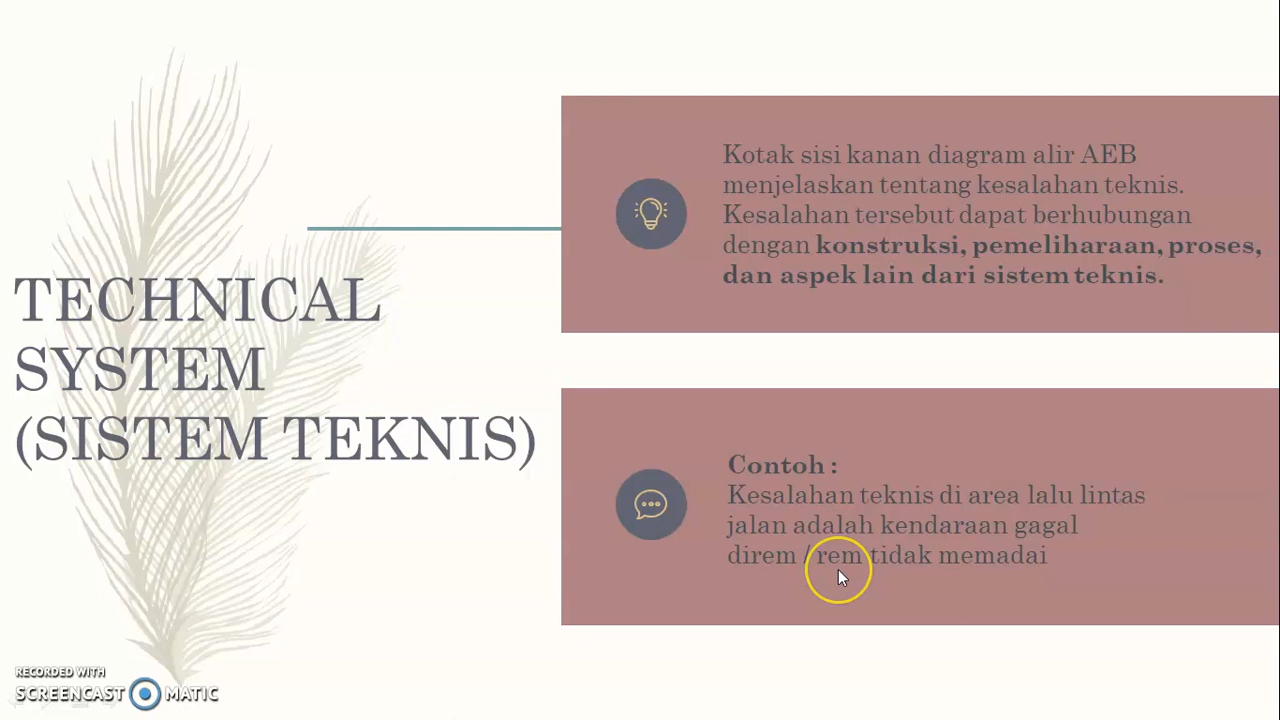 TECHNICAL
SYSTEM
(SISTEM TEKNIS)
Kotak sisi kanan diagram alir AEB
menjelaskan tentang kesalahan teknis.
Kesalahan tersebut dapat berhubungan
dengan konstruksi, pemeliharaan, proses,
dan aspek lain dari sistem teknis.
Contoh :
Kesalahan teknis di area lalu lintas
jalan adalah kendaraan gagal
direm / rem tidak memadai
RECORDED WITH
SCREENCAST MATIC